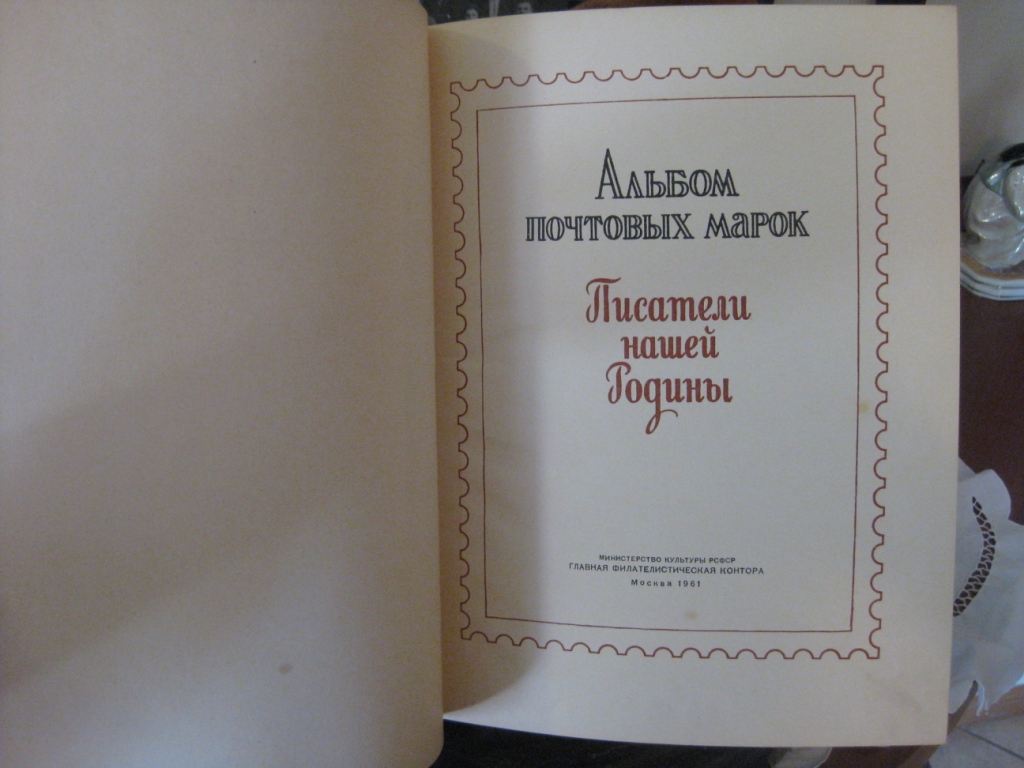 Альбом
почтовых марок
Писатели
нашей
Родины
МИНИСТЕРСТВО КУЛЬТУРЫ РСФСР
ГЛАВНАЯ ФИЛАТЕЛИСТИЧЕСКАЯ КОНТОРА
Москва 1961